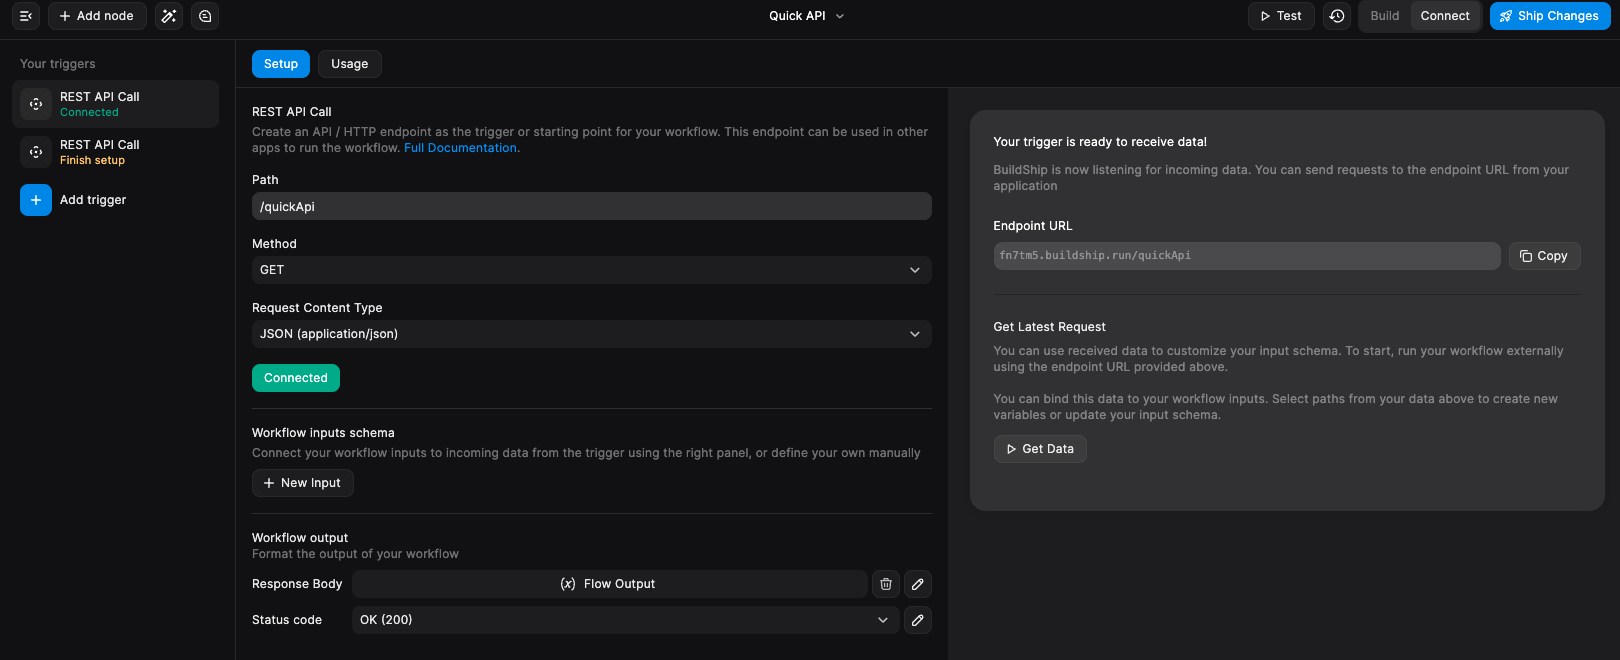 Add node
Quick API
Test
Build
Connect
Ship Changes
Your triggers
REST API Call
Connected
REST API Call
Finish setup
Add trigger
Setup
Usage
REST API Call
Create an API / HTTP endpoint as the trigger or starting point for your workflow. This endpoint can be used in other
apps to run the workflow. Full Documentation.
Path
/quickApi
Method
GET
Request Content Type
JSON (application/json)
Connected
Workflow inputs schema
Connect your workflow inputs to incoming data from the trigger using the right panel, or define your own manually
New Input
Workflow output
Format the output of your workflow
Response Body
(x) Flow Output
Status code
OK (200)
Your trigger is ready to receive data!
BuildShip is now listening for incoming data. You can send requests to the endpoint URL from your
application
Endpoint URL
fn7tm5.buildship.run/quickApi
Copy
Get Latest Request
You can use received data to customize your input schema. To start, run your workflow externally
using the endpoint URL provided above.
You can bind this data to your workflow inputs. Select paths from your data above to create new
variables or update your input schema.
Get Data